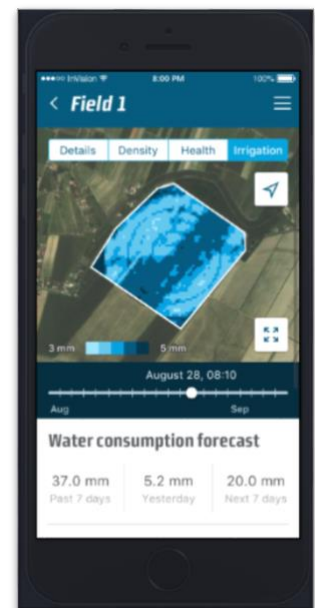 InVision 8:00 PM 100%
Field 1
Details Density Health Irrigation
3 mm 5 mm
August 28, 08:10
Aug Sep
Water consumption forecast
37.0 mm 5.2 mm 20.0 mm
Past 7 days Yesterday Next 7 days